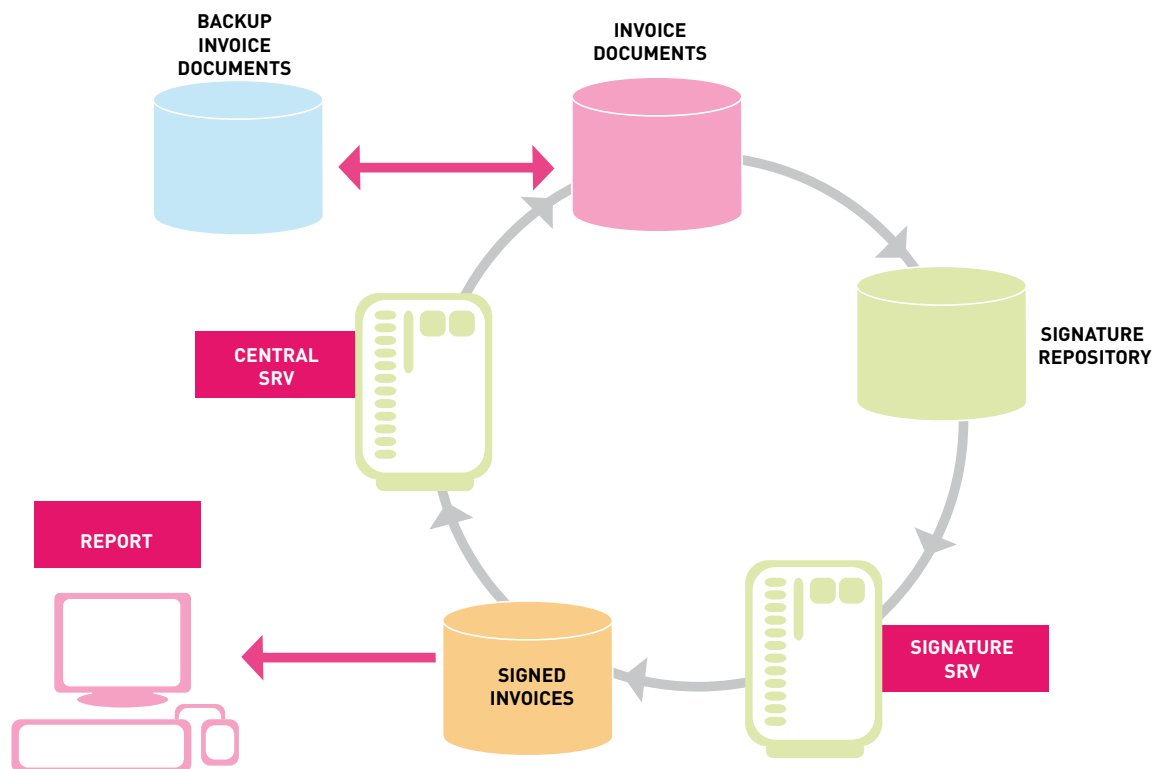 BACKUP
INVOICE
DOCUMENTS
INVOICE
DOCUMENTS
SIGNATURE
REPOSITORY
CENTRAL
SRV
REPORT
SIGNED
INVOICES
SIGNATURE
SRV